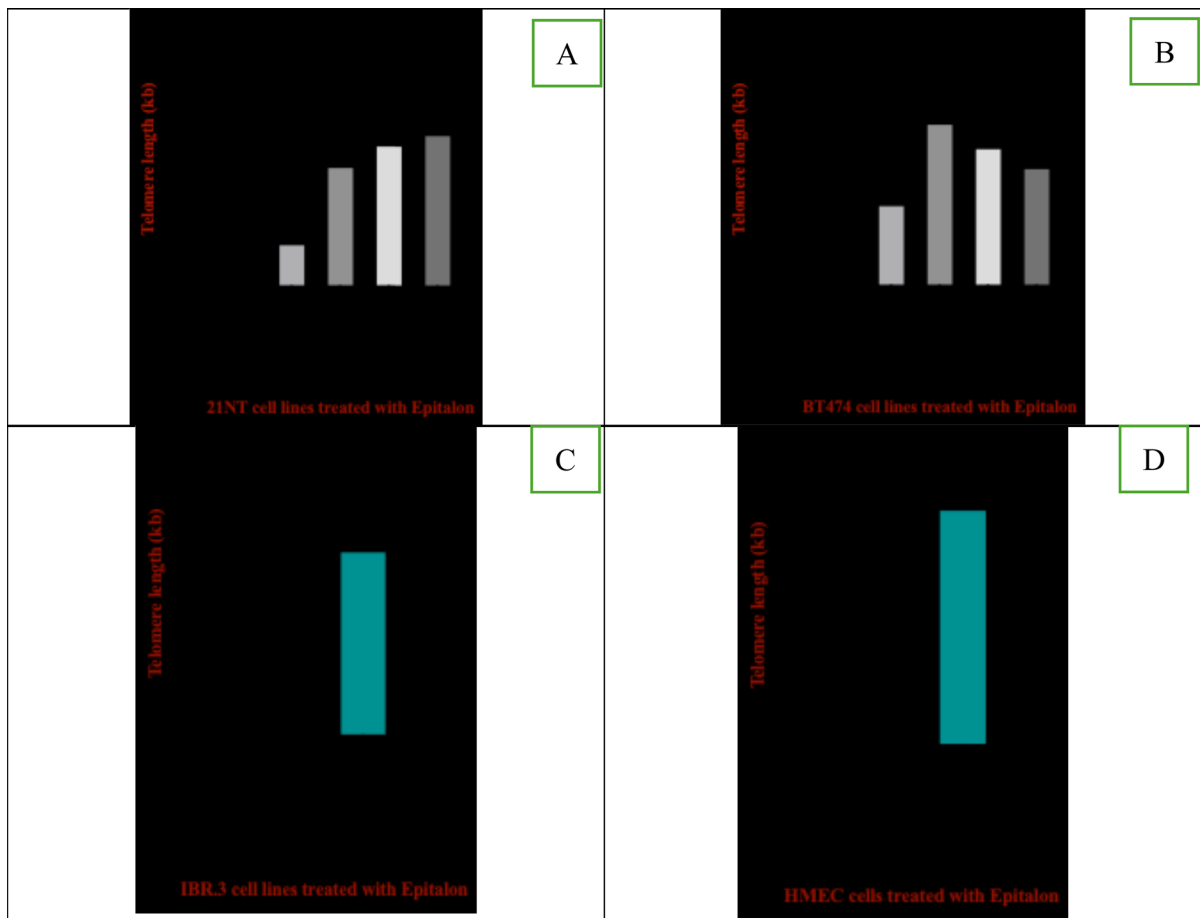 A
Telomere length (kb)
21NT cell lines treated with Epitalon
B
Telomere length (kb)
BT474 cell lines treated with Epitalon
C
Telomere length (kb)
IBR.3 cell lines treated with Epitalon
D
Telomere length (kb)
HMEC cells treated with Epitalon